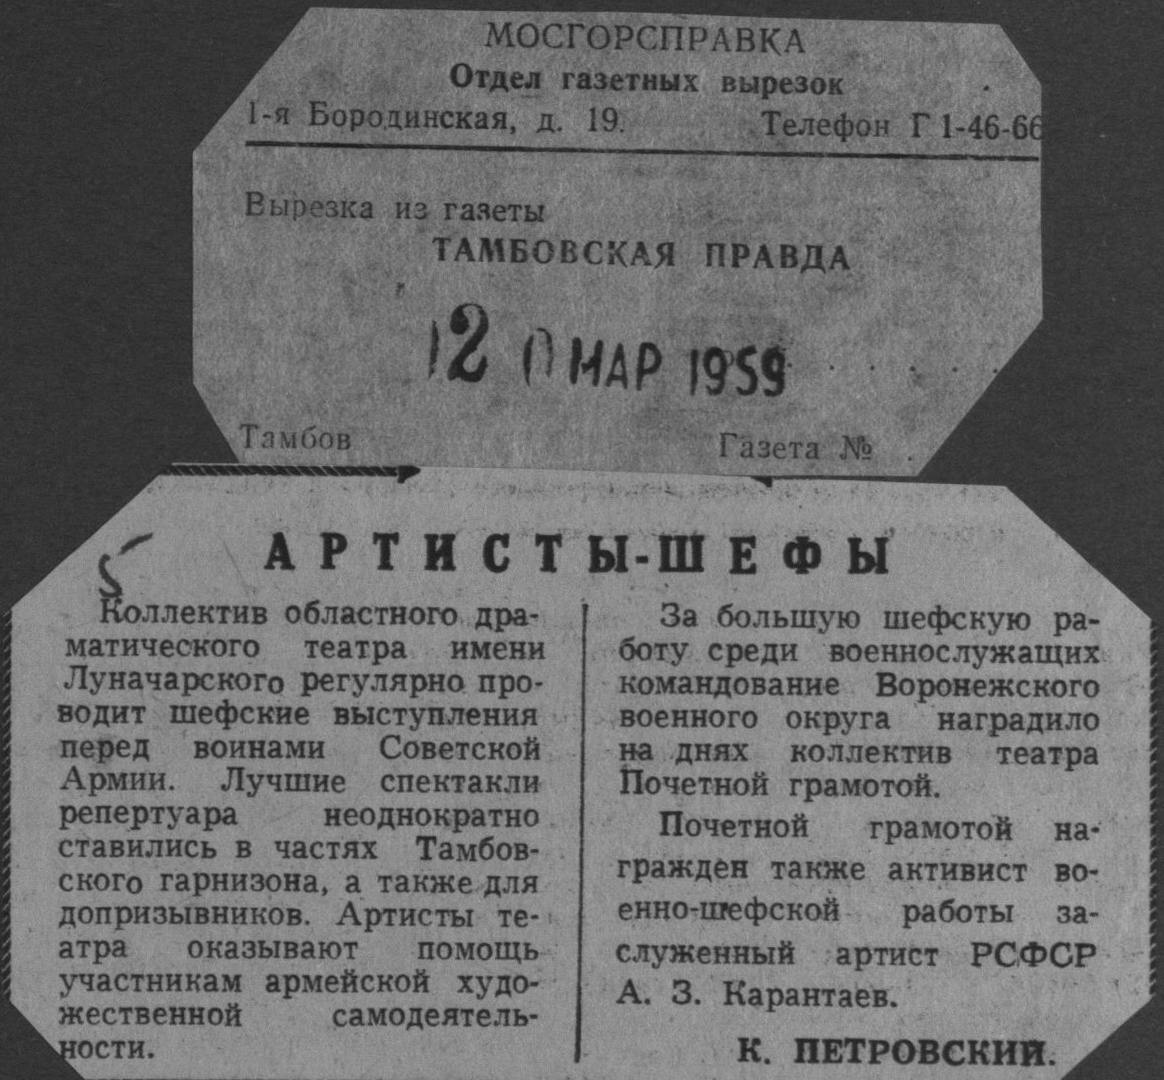 МОСГОРСПРАВКА
Отдел газетных вырезок
1-я Бородинская, д. 19. Телефон Г 1-46-66
Вырезка из газеты
ТАМБОВСКАЯ ПРАВДА
МАР 1959
Тамбов Газета №
5
АРТИСТЫ-ШЕФЫ
Коллектив областного дра-
матического театра имени
Луначарского регулярно про-
водит шефские выступления
перед воинами Советской
Армии. Лучшие спектакли
репертуара неоднократно
ставились в частях Тамбов-
ского гарнизона, а также для
допризывников. Артисты те-
атра оказывают помощь
участникам армейской худо-
жественной самодеятель-
ности.
За большую шефскую ра-
боту среди военнослужащих
командование Воронежского
военного округа наградило
на днях коллектив театра
Почетной грамотой.
Почетной грамотой на-
гражден также активист во-
енно-шефской работы за-
служенный артист РСФСР
А. З. Карантаев.
К. ПЕТРОВСКИЙ.